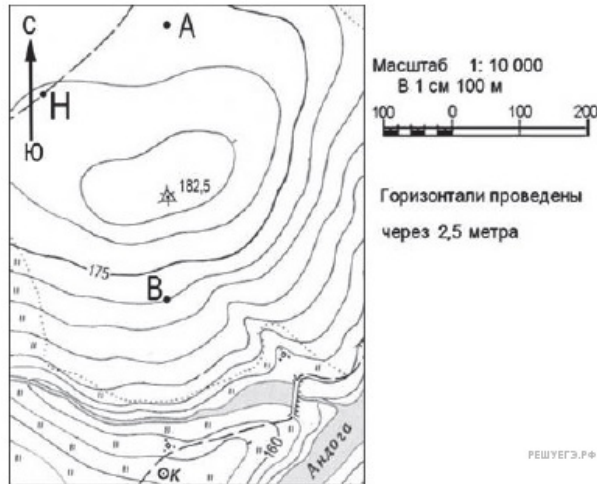 С
А
Н
Ю
182,5
175
В
160
К
Андога
Масштаб 1: 10 000
В 1 см 100 м
100 0 100 200
Горизонтали проведены
через 2,5 метра
РЕШУЕГЭ.РФ